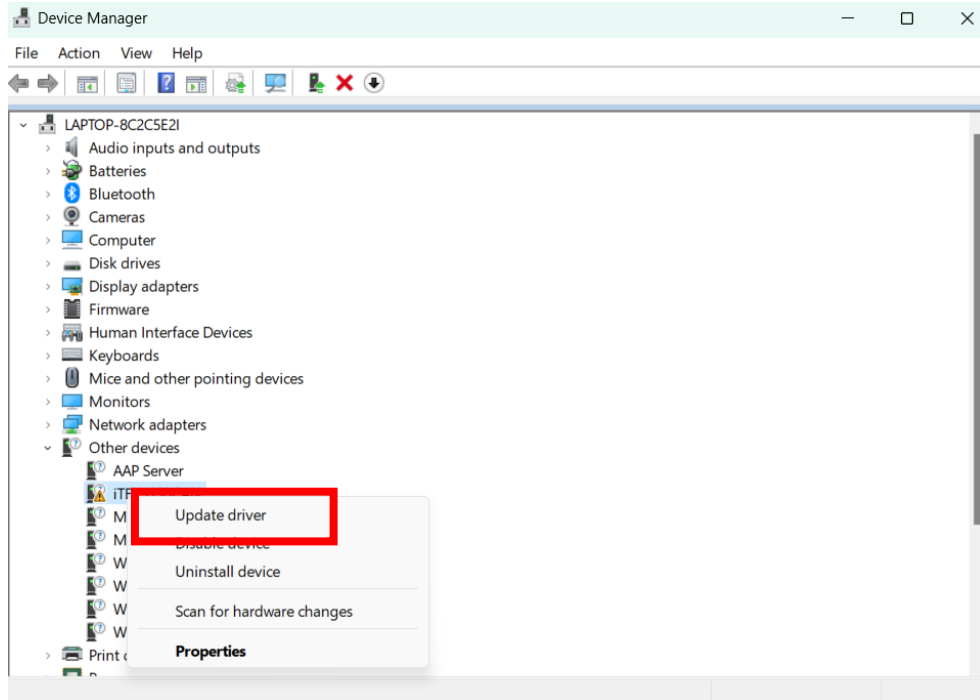 Device Manager
File Action View Help
LAPTOP-8C2C5E2I
Audio inputs and outputs
Batteries
Bluetooth
Cameras
Computer
Disk drives
Display adapters
Firmware
Human Interface Devices
Keyboards
Mice and other pointing devices
Monitors
Network adapters
Other devices
AAP Server
Update driver
Disable device
Uninstall device
Scan for hardware changes
Properties
Print